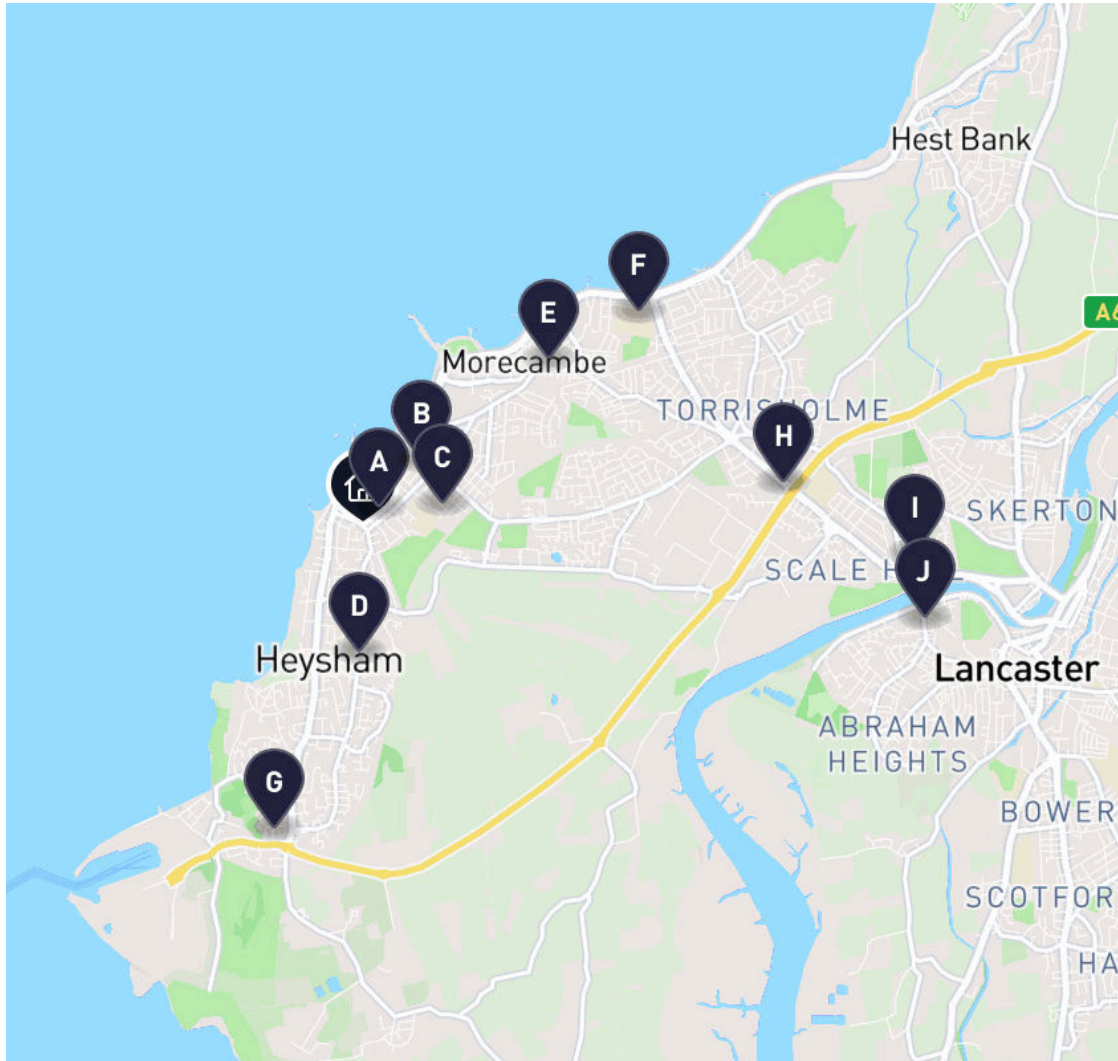 Hest Bank
F
A6
E
Morecambe
TORRISHOLME
B
H
C
A
I
SKERTON
SCALE H L
J
D
Heysham
Lancaster
ABRAHAM
HEIGHTS
G
BOWER
SCOTFOR
HA